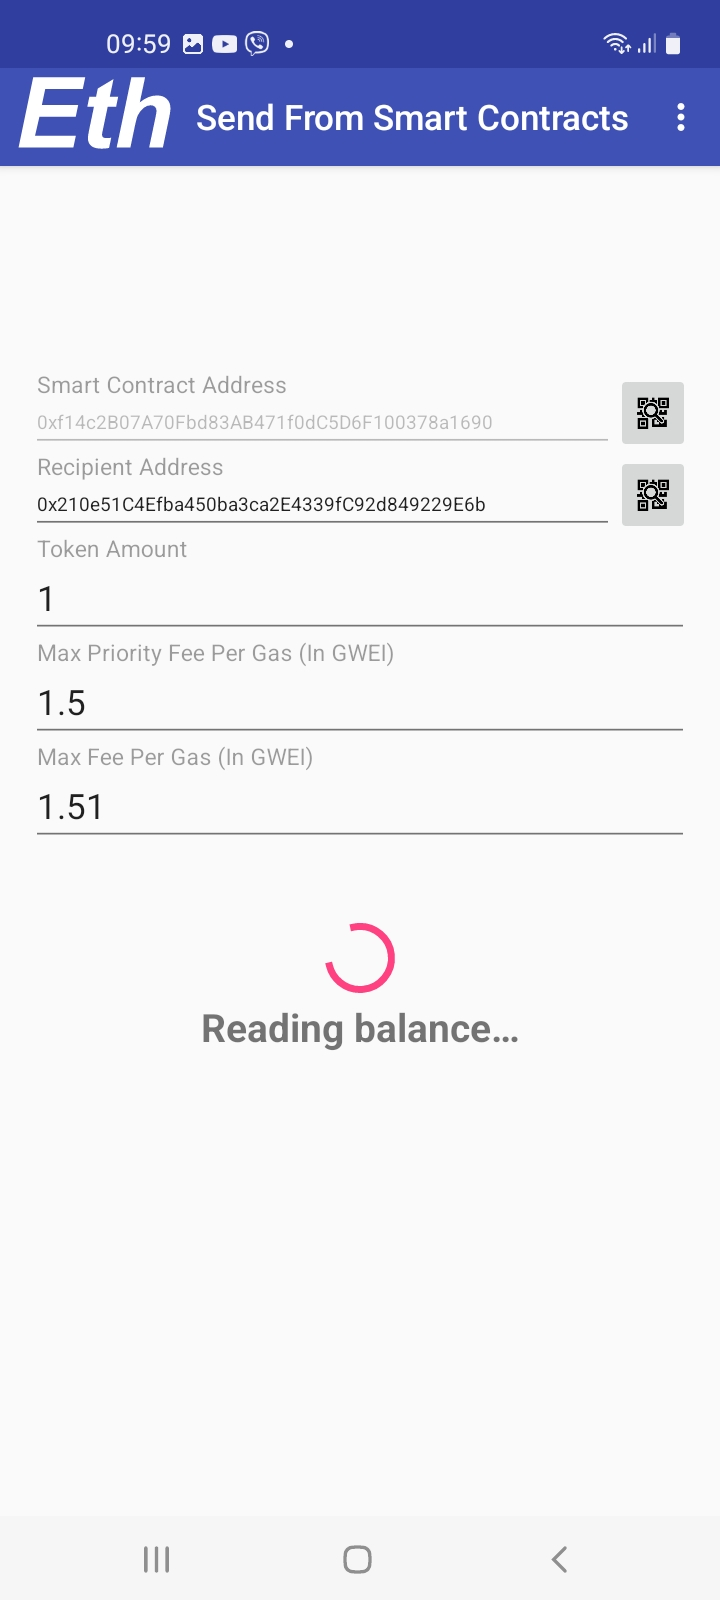 09:59
Eth Send From Smart Contracts
Smart Contract Address
0xf14c2B07A70Fbd83AB471f0dC5D6F100378a1690
Recipient Address
0x210e51C4Efba450ba3ca2E4339fC92d849229E6b
Token Amount
1
Max Priority Fee Per Gas (In GWEI)
1.5
Max Fee Per Gas (In GWEI)
1.51
Reading balance...